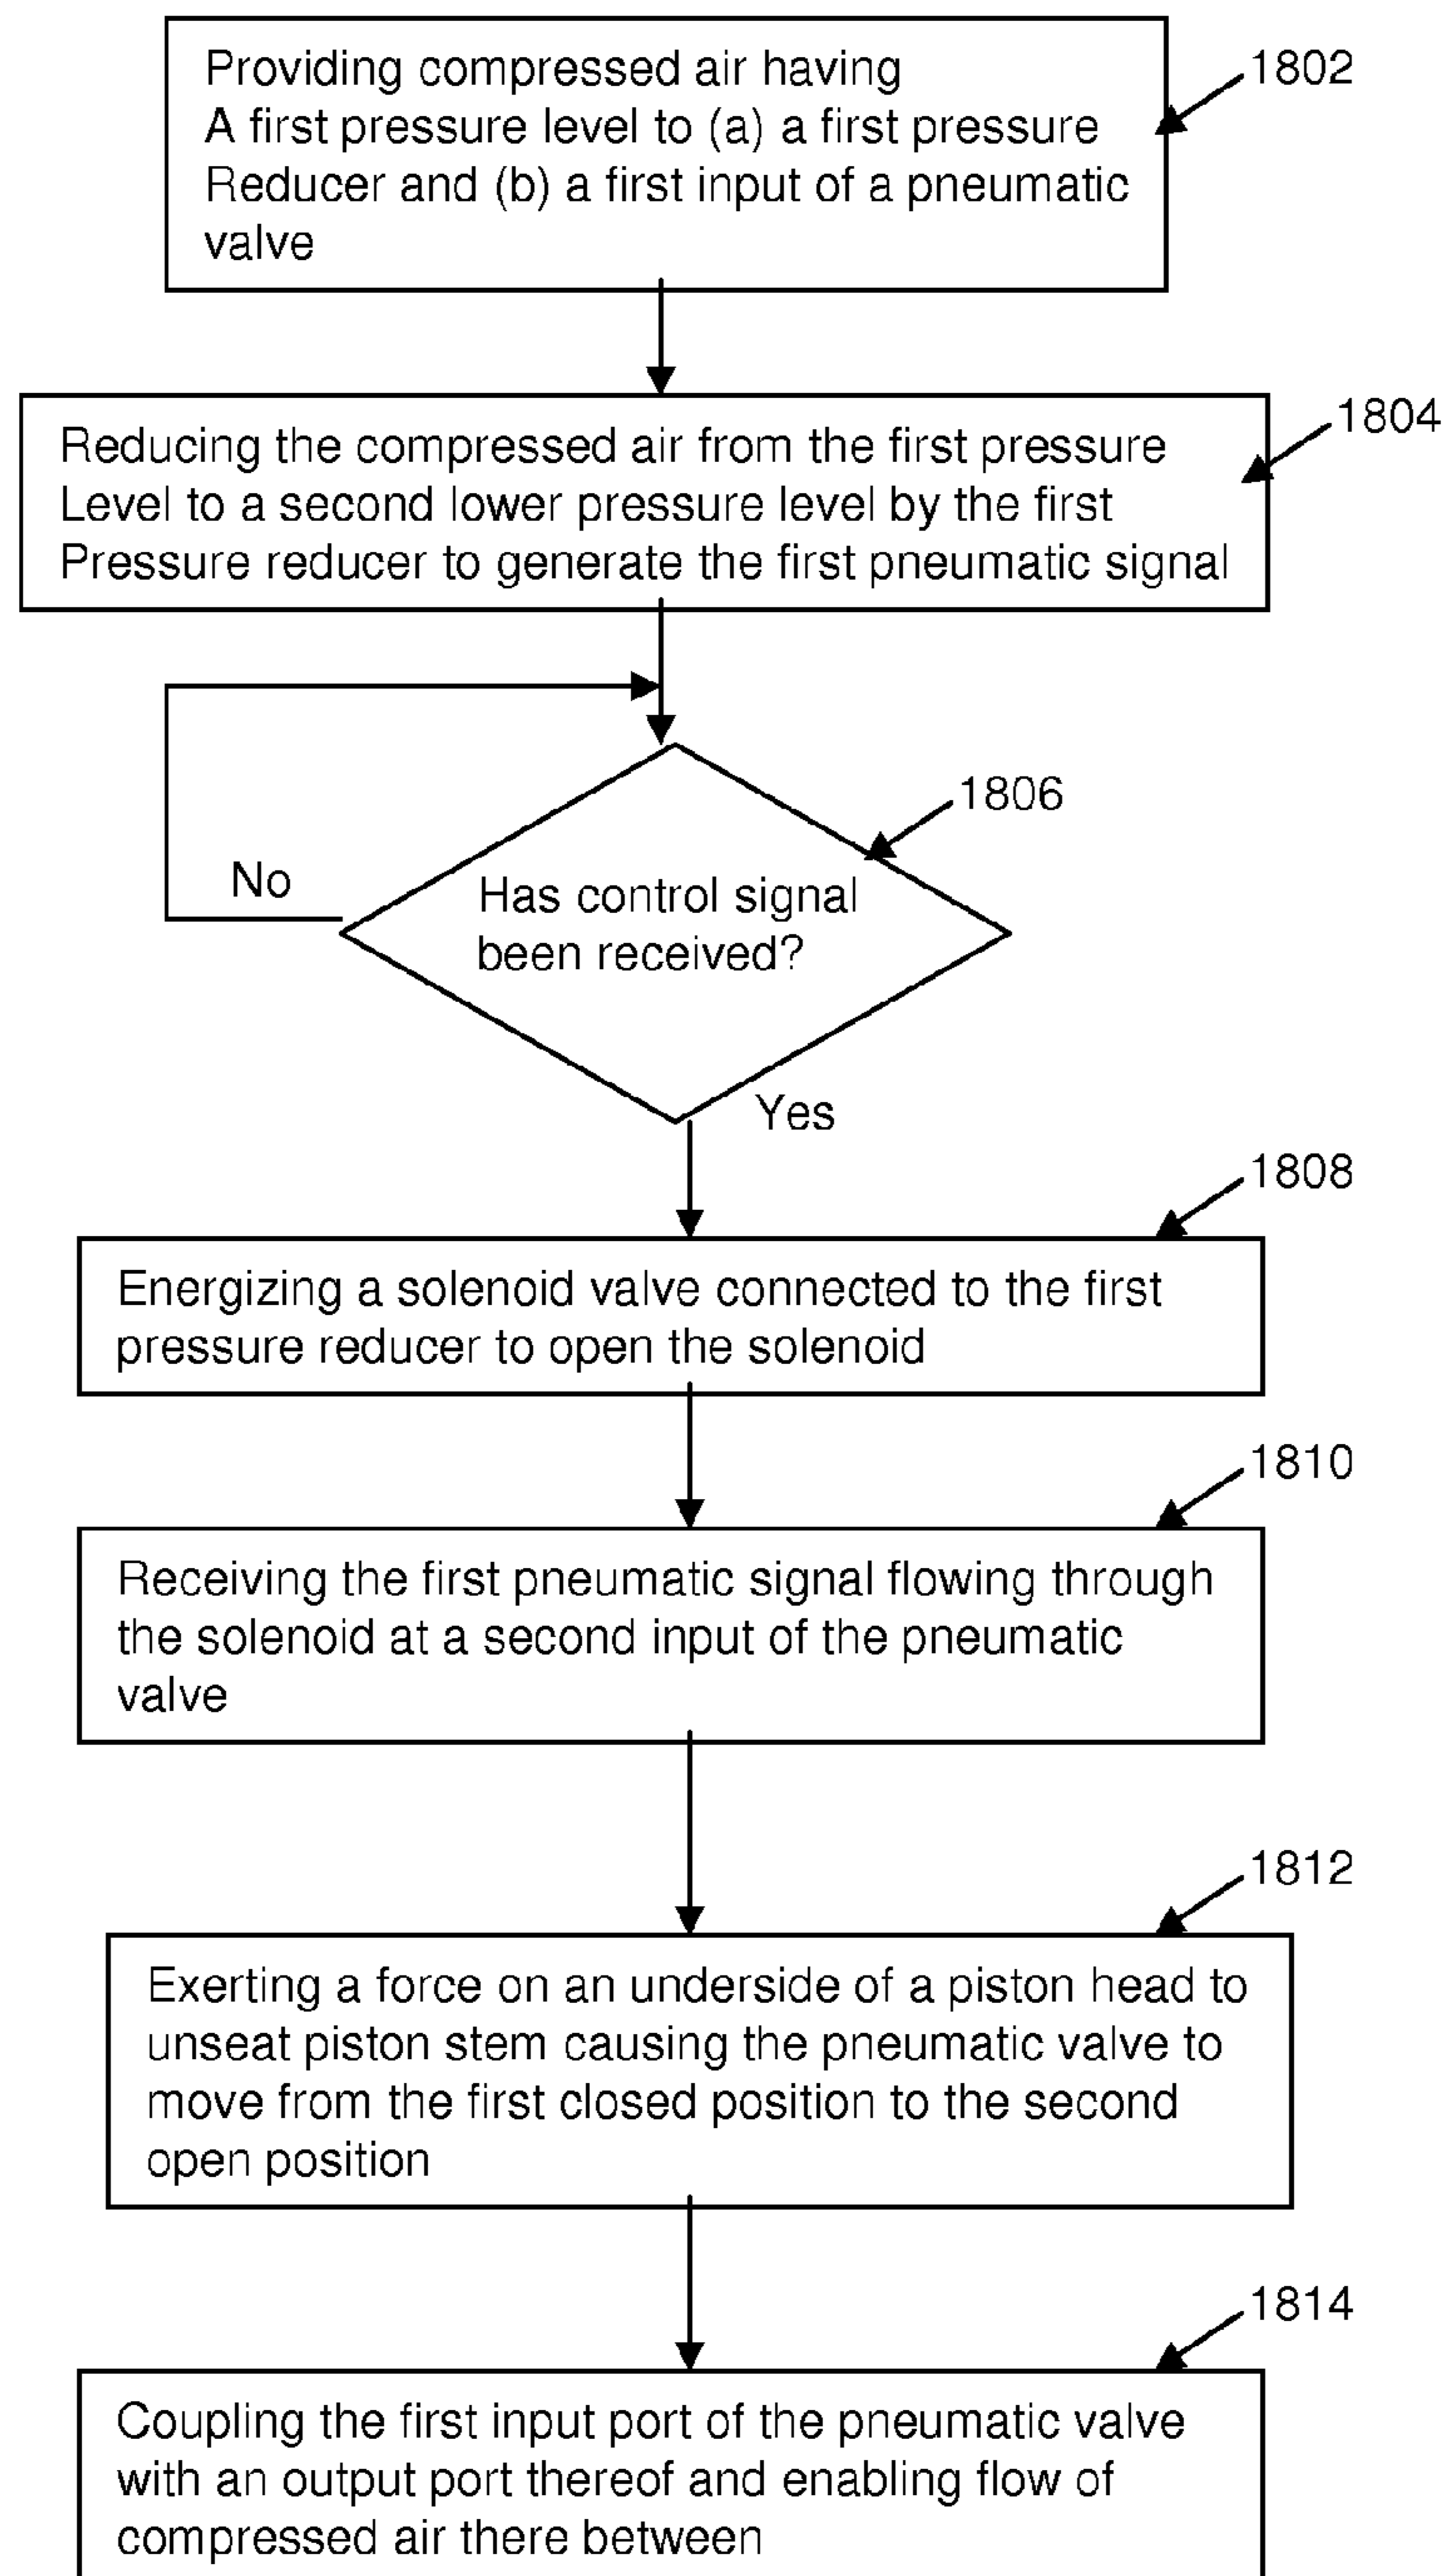 Providing compressed air having
A first pressure level to (a) a first pressure
Reducer and (b) a first input of a pneumatic
valve
1802
Reducing the compressed air from the first pressure
Level to a second lower pressure level by the first
Pressure reducer to generate the first pneumatic signal
1804
Has control signal
been received?
1806
No
Yes
Energizing a solenoid valve connected to the first
pressure reducer to open the solenoid
1808
Receiving the first pneumatic signal flowing through
the solenoid at a second input of the pneumatic
valve
1810
Exerting a force on an underside of a piston head to
unseat piston stem causing the pneumatic valve to
move from the first closed position to the second
open position
1812
Coupling the first input port of the pneumatic valve
with an output port thereof and enabling flow of
compressed air there between
1814